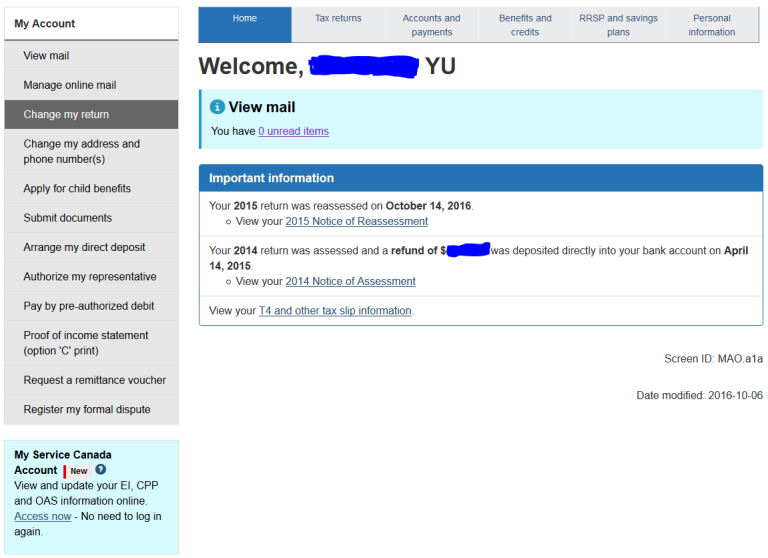 My Account
View mail
Manage online mail
Change my return
Change my address and
phone number(s)
Apply for child benefits
Submit documents
Arrange my direct deposit
Authorize my representative
Pay by pre-authorized debit
Proof of income statement
(option 'C' print)
Request a remittance voucher
Register my formal dispute
My Service Canada
Account New ?
View and update your EI, CPP
and OAS information online.
Access now - No need to log in
again.
Home
Tax returns
Accounts and
payments
Benefits and
credits
RRSP and savings
plans
Personal
information
Welcome, YU
i View mail
You have 0 unread items
Important information
Your 2015 return was reassessed on October 14, 2016.
View your 2015 Notice of Reassessment
Your 2014 return was assessed and a refund of $ was deposited directly into your bank account on April
14, 2015.
View your 2014 Notice of Assessment
View your T4 and other tax slip information.
Screen ID: MAO.a1a
Date modified: 2016-10-06